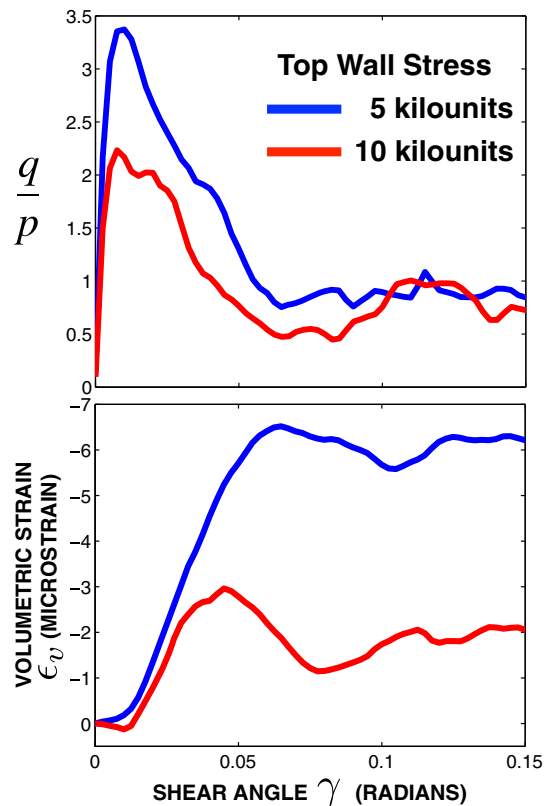 4
3.5
3
2.5
2
1.5
1
0.5
0
q
p
Top Wall Stress
5 kilounits
10 kilounits
−7
−6
−5
−4
−3
−2
−1
0
VOLUMETRIC STRAIN
ϵv (MICROSTRAIN)
0 0.05 0.1 0.15
SHEAR ANGLE γ (RADIANS)